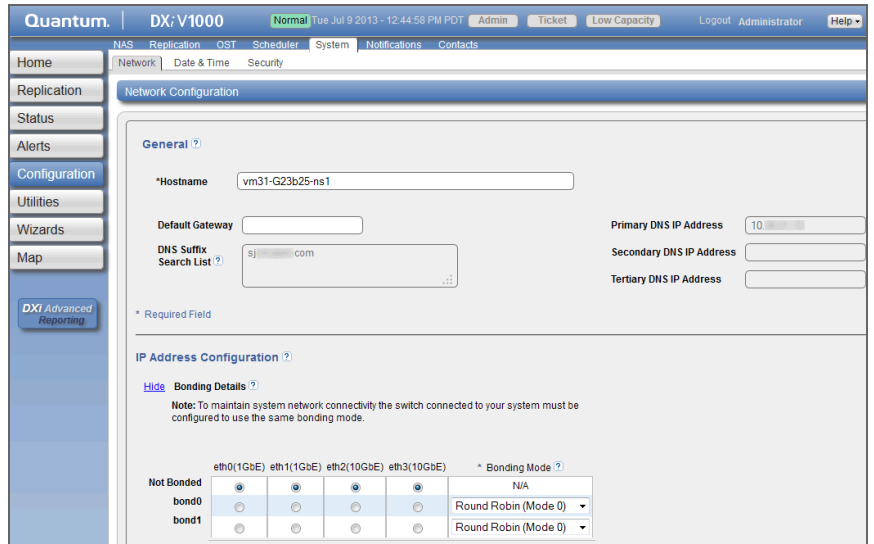 Quantum. DXi V1000 Normal Tue Jul 9 2013 - 12:44:58 PM PDT Admin Ticket Low Capacity Logout Administrator Help
NAS Replication OST Scheduler System Notifications Contacts
Network Date & Time Security
Home
Replication
Status
Alerts
Configuration
Utilities
Wizards
Map
DXi Advanced
Reporting
Network Configuration
General ?
*Hostname vm31-G23b25-ns1
Default Gateway
Primary DNS IP Address 10.
DNS Suffix
Search List ? sj com
Secondary DNS IP Address
Tertiary DNS IP Address
* Required Field
IP Address Configuration ?
Hide Bonding Details ?
Note: To maintain system network connectivity the switch connected to your system must be
configured to use the same bonding mode.
eth0(1GbE) eth1(1GbE) eth2(10GbE) eth3(10GbE) * Bonding Mode ?
Not Bonded N/A
bond0 Round Robin (Mode 0)
bond1 Round Robin (Mode 0)